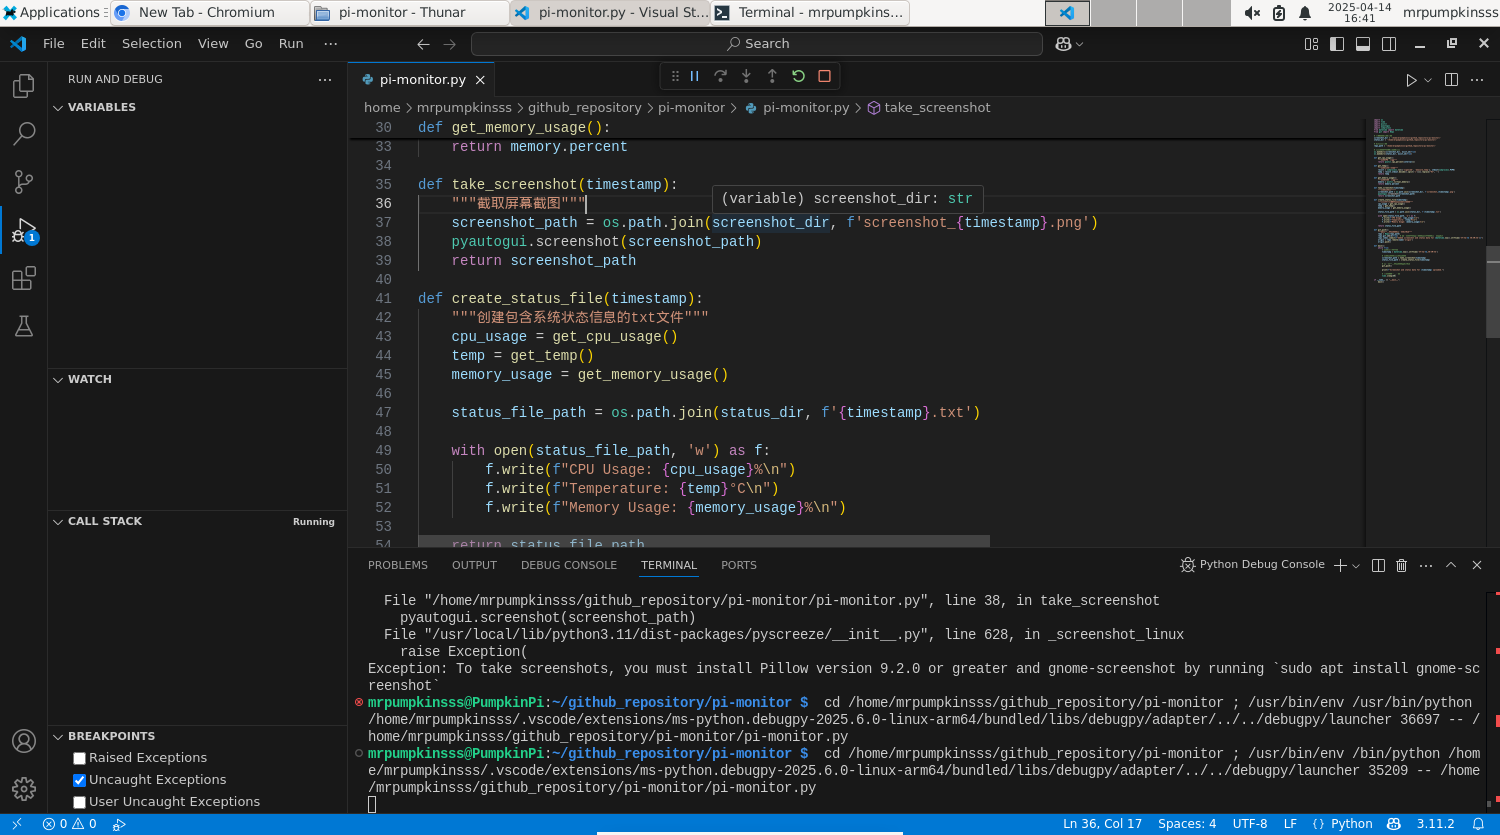 Applications
New Tab - Chromium
pi-monitor - Thunar
pi-monitor.py - Visual St...
Terminal - mrpumpkins...
2025-04-14
16:41
mrpumpkinsss
File Edit Selection View Go Run ···
Search
RUN AND DEBUG ···
VARIABLES
WATCH
CALL STACK Running
BREAKPOINTS
Raised Exceptions
Uncaught Exceptions
User Uncaught Exceptions
1
pi-monitor.py
home > mrpumpkinsss > github_repository > pi-monitor > pi-monitor.py > take_screenshot
30 def get_memory_usage():
33 return memory.percent
34
35 def take_screenshot(timestamp):
36 """截取屏幕截图"""
(variable) screenshot_dir: str
37 screenshot_path = os.path.join(screenshot_dir, f'screenshot_{timestamp}.png')
38 pyautogui.screenshot(screenshot_path)
39 return screenshot_path
40
41 def create_status_file(timestamp):
42 """创建包含系统状态信息的txt文件"""
43 cpu_usage = get_cpu_usage()
44 temp = get_temp()
45 memory_usage = get_memory_usage()
46
47 status_file_path = os.path.join(status_dir, f'{timestamp}.txt')
48
49 with open(status_file_path, 'w') as f:
50 f.write(f"CPU Usage: {cpu_usage}%\n")
51 f.write(f"Temperature: {temp}°C\n")
52 f.write(f"Memory Usage: {memory_usage}%\n")
53
54 return status_file_path
PROBLEMS OUTPUT DEBUG CONSOLE TERMINAL PORTS
Python Debug Console
File "/home/mrpumpkinsss/github_repository/pi-monitor/pi-monitor.py", line 38, in take_screenshot
pyautogui.screenshot(screenshot_path)
File "/usr/local/lib/python3.11/dist-packages/pyscreeze/__init__.py", line 628, in _screenshot_linux
raise Exception(
Exception: To take screenshots, you must install Pillow version 9.2.0 or greater and gnome-screenshot by running `sudo apt install gnome-sc
reenshot`
mrpumpkinsss@PumpkinPi:~/github_repository/pi-monitor $  cd /home/mrpumpkinsss/github_repository/pi-monitor ; /usr/bin/env /usr/bin/python
/home/mrpumpkinsss/.vscode/extensions/ms-python.debugpy-2025.6.0-linux-arm64/bundled/libs/debugpy/adapter/../../debugpy/launcher 36697 -- /
home/mrpumpkinsss/github_repository/pi-monitor/pi-monitor.py
mrpumpkinsss@PumpkinPi:~/github_repository/pi-monitor $  cd /home/mrpumpkinsss/github_repository/pi-monitor ; /usr/bin/env /bin/python /hom
e/mrpumpkinsss/.vscode/extensions/ms-python.debugpy-2025.6.0-linux-arm64/bundled/libs/debugpy/adapter/../../debugpy/launcher 35209 -- /home
/mrpumpkinsss/github_repository/pi-monitor/pi-monitor.py
0 0
Ln 36, Col 17 Spaces: 4 UTF-8 LF {} Python 3.11.2